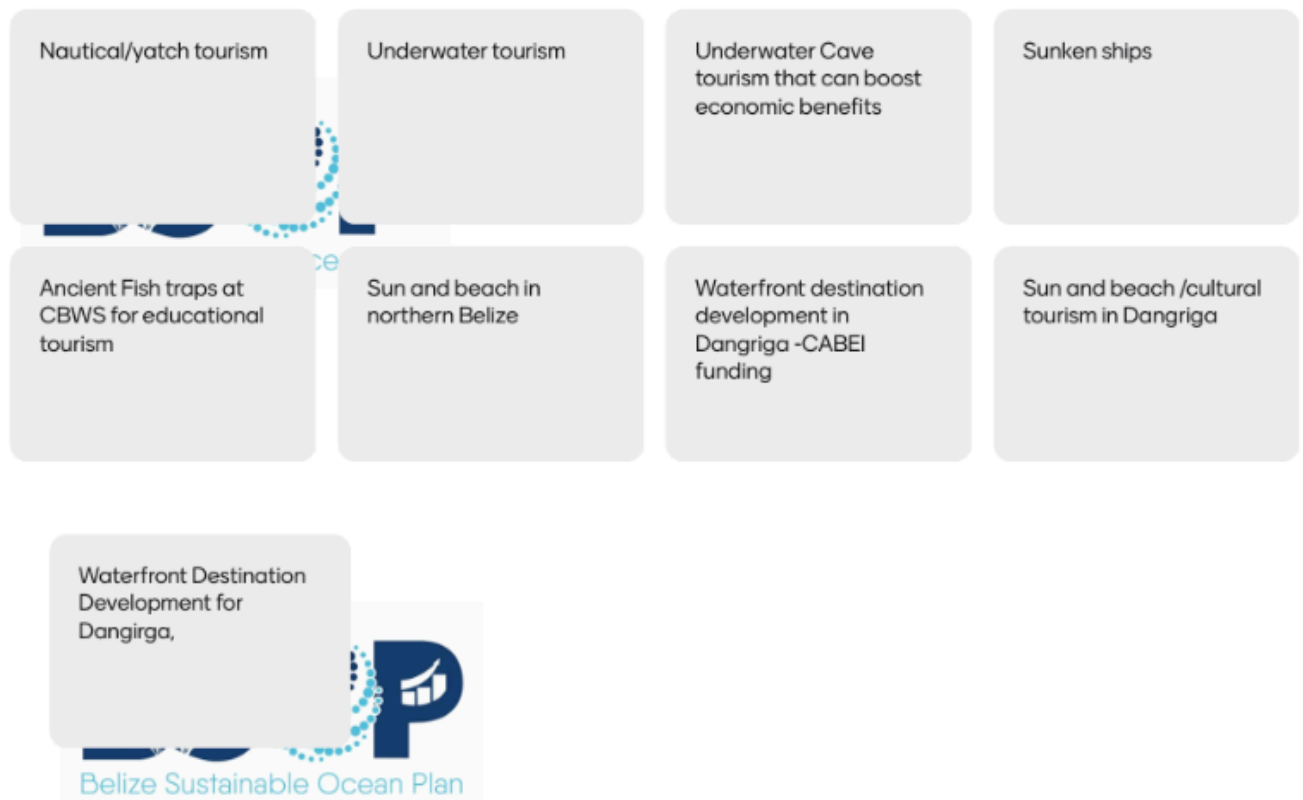 Nautical/yatch tourism
Underwater tourism
Underwater Cave
tourism that can boost
economic benefits
Sunken ships
Ancient Fish traps at
CBWS for educational
tourism
Sun and beach in
northern Belize
Waterfront destination
development in
Dangriga -CABEI
funding
Sun and beach /cultural
tourism in Dangriga
Waterfront Destination
Development for
Dangirga,
P
Belize Sustainable Ocean Plan